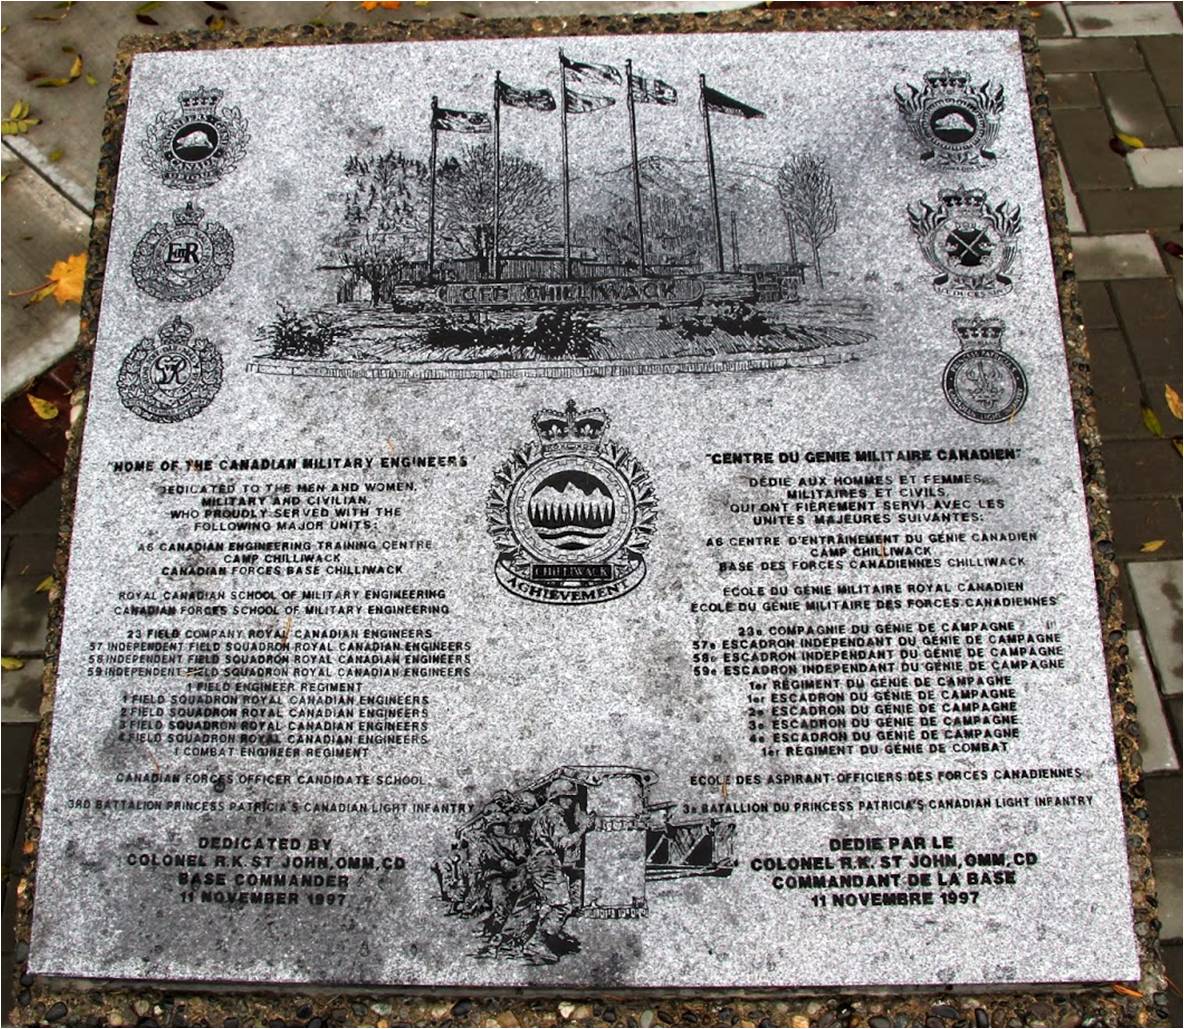 CFB CHILLIWACK
"HOME OF THE CANADIAN MILITARY ENGINEERS
DEDICATED TO THE MEN AND WOMEN,
MILITARY AND CIVILIAN,
WHO PROUDLY SERVED WITH THE
FOLLOWING MAJOR UNITS:
A6 CANADIAN ENGINEERING TRAINING CENTRE
CAMP CHILLIWACK
CANADIAN FORCES BASE CHILLIWACK
ROYAL CANADIAN SCHOOL OF MILITARY ENGINEERING
CANADIAN FORCES SCHOOL OF MILITARY ENGINEERING
23 FIELD COMPANY ROYAL CANADIAN ENGINEERS
57 INDEPENDENT FIELD SQUADRON ROYAL CANADIAN ENGINEERS
58 INDEPENDENT FIELD SQUADRON ROYAL CANADIAN ENGINEERS
59 INDEPENDENT FIELD SQUADRON ROYAL CANADIAN ENGINEERS
1 FIELD ENGINEER REGIMENT
1 FIELD SQUADRON ROYAL CANADIAN ENGINEERS
2 FIELD SQUADRON ROYAL CANADIAN ENGINEERS
3 FIELD SQUADRON ROYAL CANADIAN ENGINEERS
4 FIELD SQUADRON ROYAL CANADIAN ENGINEERS
1 COMBAT ENGINEER REGIMENT
CANADIAN FORCES OFFICER CANDIDATE SCHOOL
3RD BATTALION PRINCESS PATRICIA'S CANADIAN LIGHT INFANTRY
DEDICATED BY
COLONEL R.K. ST JOHN, OMM, CD
BASE COMMANDER
11 NOVEMBER 1997
CHILLIWACK
ACHIEVEMENT
"CENTRE DU GENIE MILITAIRE CANADIEN"
DÉDIÉ AUX HOMMES ET FEMMES,
MILITAIRES ET CIVILS,
QUI ONT FIÈREMENT SERVI AVEC LES
UNITÉS MAJEURES SUIVANTES:
A6 CENTRE D'ENTRAÎNEMENT DU GÉNIE CANADIEN
CAMP CHILLIWACK
BASE DES FORCES CANADIENNES CHILLIWACK
ECOLE DU GÉNIE MILITAIRE ROYAL CANADIEN
ECOLE DU GÉNIE MILITAIRE DES FORCES CANADIENNES
23e COMPAGNIE DU GÉNIE DE CAMPAGNE
57e ESCADRON INDÉPENDANT DU GÉNIE DE CAMPAGNE
58e ESCADRON INDÉPENDANT DU GÉNIE DE CAMPAGNE
59e ESCADRON INDÉPENDANT DU GÉNIE DE CAMPAGNE
1er RÉGIMENT DU GÉNIE DE CAMPAGNE
1er ESCADRON DU GÉNIE DE CAMPAGNE
2e ESCADRON DU GÉNIE DE CAMPAGNE
3e ESCADRON DU GÉNIE DE CAMPAGNE
4e ESCADRON DU GÉNIE DE CAMPAGNE
1er RÉGIMENT DU GÉNIE DE COMBAT
ECOLE DES ASPIRANT-OFFICIERS DES FORCES CANADIENNES
3e BATALLION DU PRINCESS PATRICIA'S CANADIAN LIGHT INFANTRY
DEDIE PAR LE
COLONEL R.K. ST JOHN, OMM, CD
COMMANDANT DE LA BASE
11 NOVEMBRE 1997